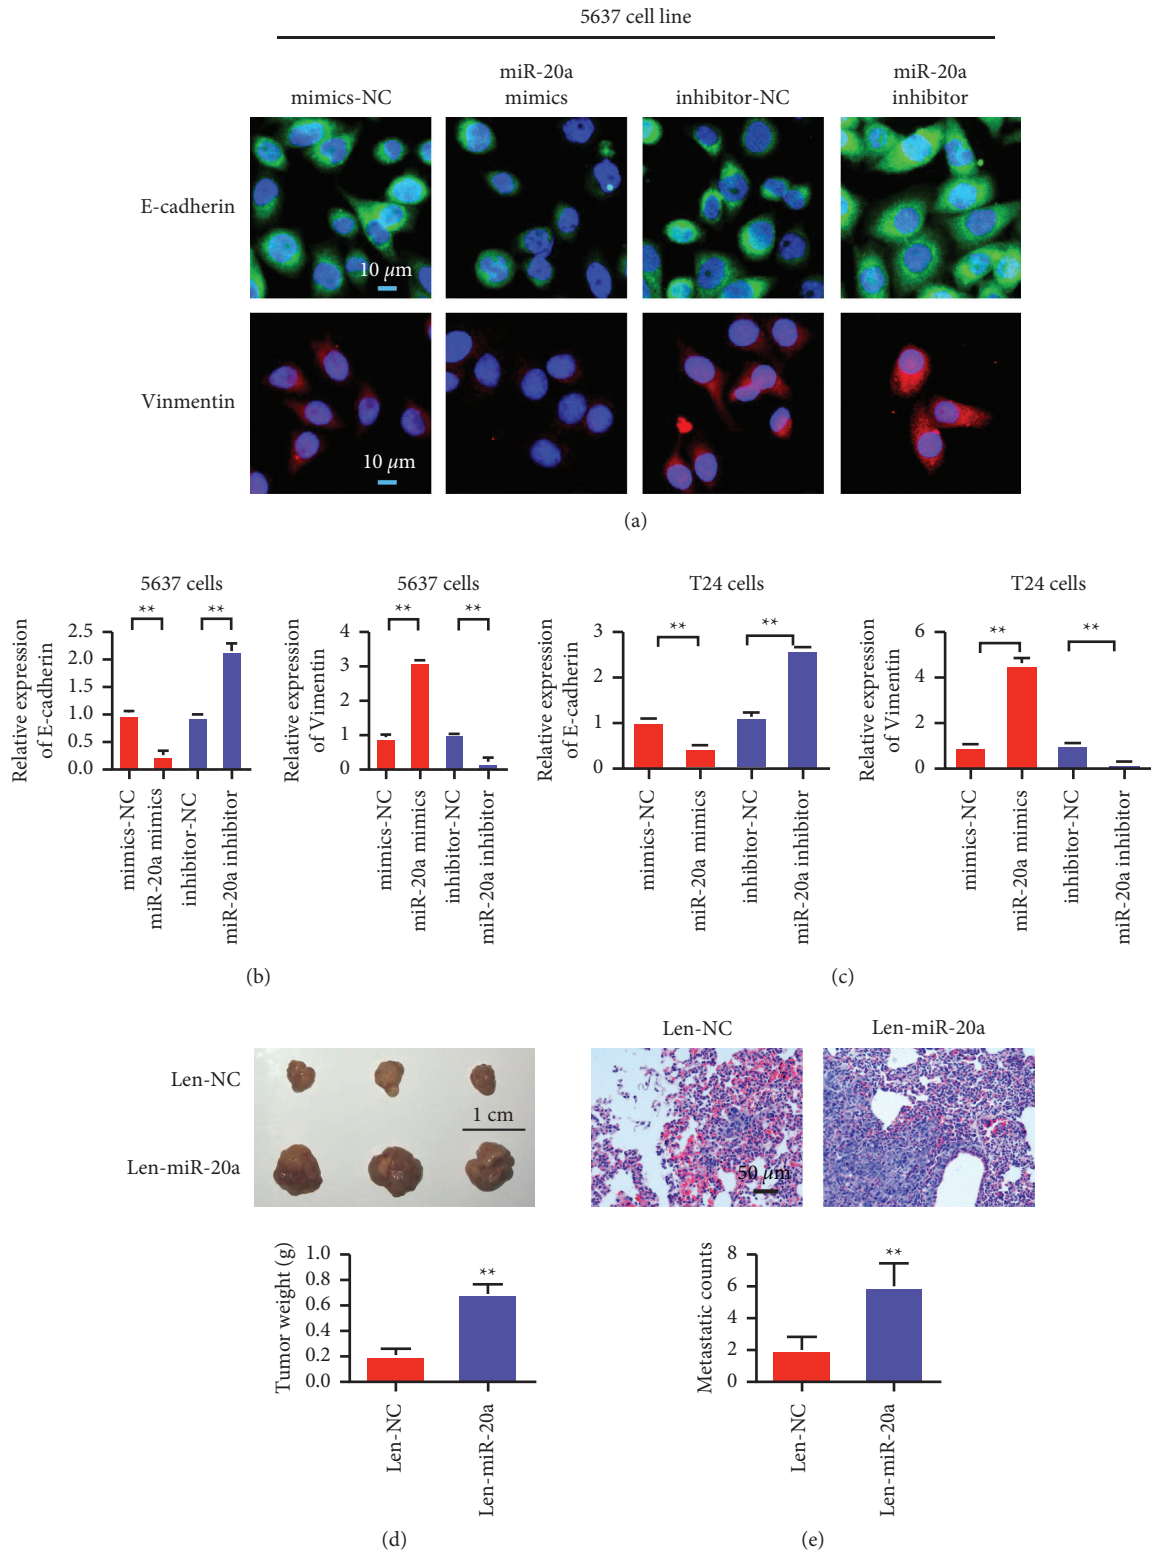 5637 cell line
mimics-NC
miR-20a
mimics
inhibitor-NC
miR-20a
inhibitor
E-cadherin
10 μm
Vinmentin
10 μm
(a)
5637 cells
**
**
Relative expression
of E-cadherin
2.5
2.0
1.5
1.0
0.5
0.0
mimics-NC
miR-20a mimics
inhibitor-NC
miR-20a inhibitor
5637 cells
**
**
Relative expression
of Vimentin
4
3
2
1
0
mimics-NC
miR-20a mimics
inhibitor-NC
miR-20a inhibitor
(b)
T24 cells
**
**
Relative expression
of E-cadherin
3
2
1
0
mimics-NC
miR-20a mimics
inhibitor-NC
miR-20a inhibitor
T24 cells
**
**
Relative expression
of Vimentin
6
4
2
0
mimics-NC
miR-20a mimics
inhibitor-NC
miR-20a inhibitor
(c)
Len-NC
1 cm
Len-miR-20a
Tumor weight (g)
1.0
0.8
0.6
0.4
0.2
0.0
**
Len-NC
Len-miR-20a
(d)
Len-NC
Len-miR-20a
50 μm
Metastatic counts
8
6
4
2
0
**
Len-NC
Len-miR-20a
(e)